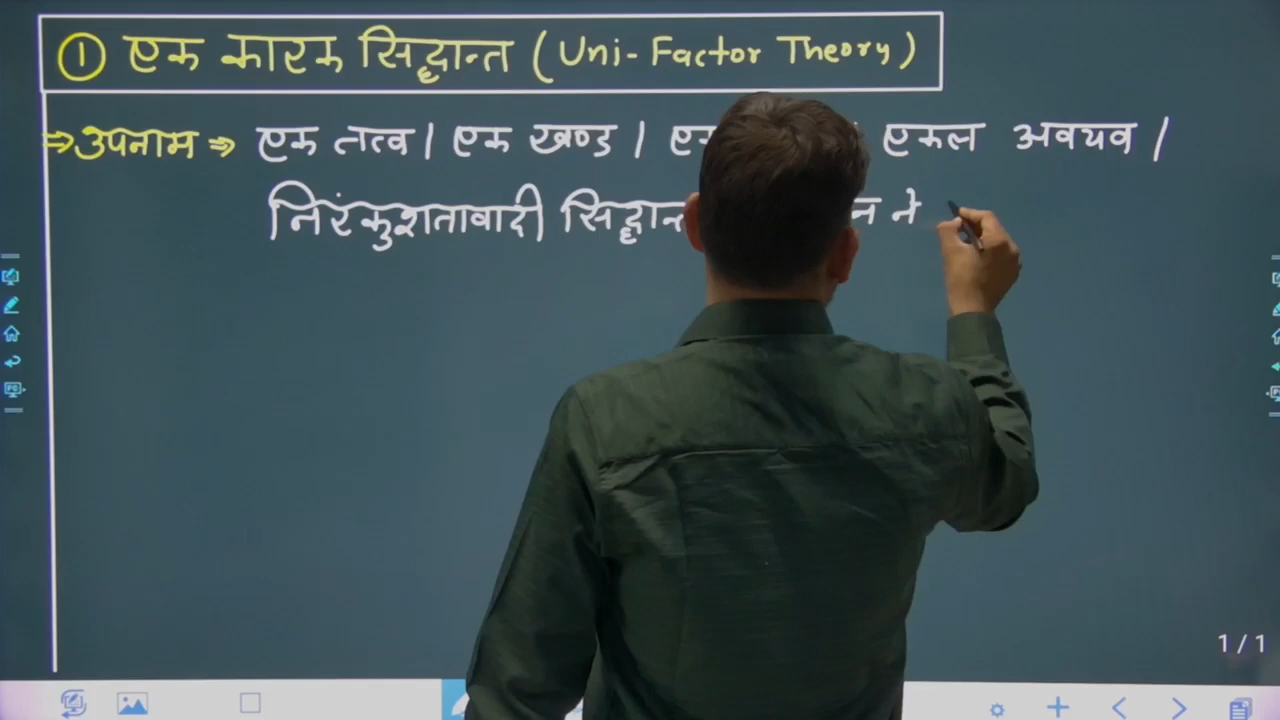 ① एक कारक सिद्धान्त ( Uni-Factor Theory )
⇒ उपनाम ⇒ एक तत्व | एक खण्ड | एकल अवयव |
निरंकुशतावादी सिद्धान्त ने
1 / 1